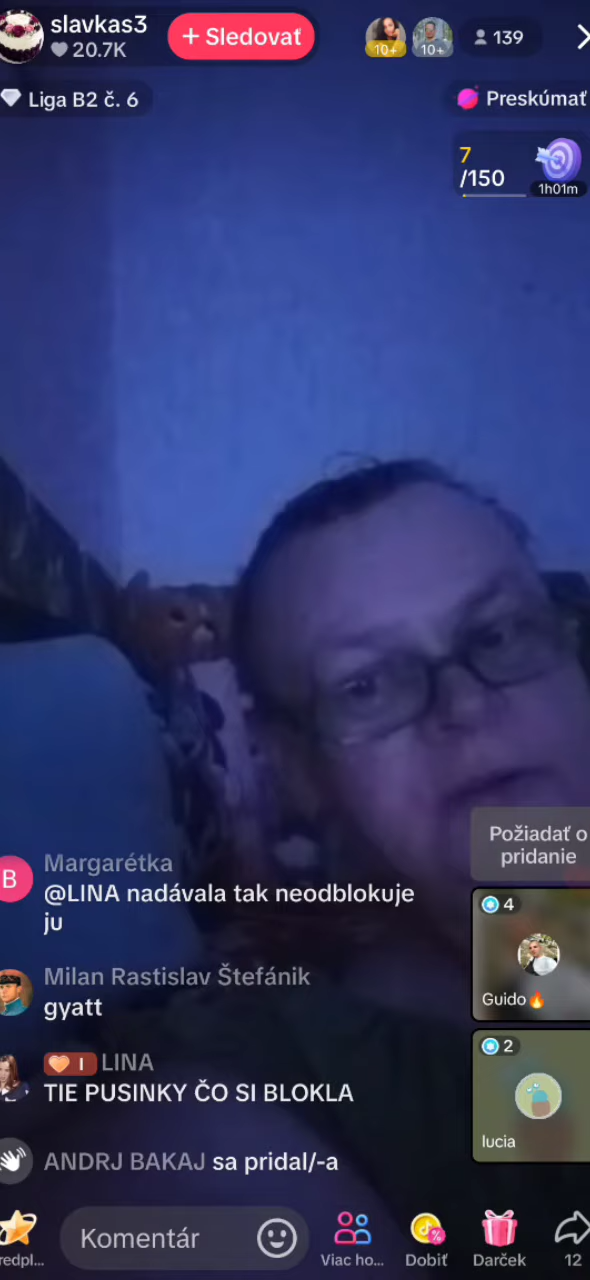 slavkas3
20.7K
+ Sledovať
10+
10+
139
Liga B2 č. 6
Preskúmať
7
/150
1h01m
Požiadať o
pridanie
Margarétka
B
@LINA nadávala tak neodblokuje
ju
4
Guido🔥
Milan Rastislav Štefánik
gyatt
2
lucia
I LINA
TIE PUSINKY ČO SI BLOKLA
ANDRJ BAKAJ sa pridal/-a
Komentár
redpl...
Viac ho...
Dobiť
Darček
12